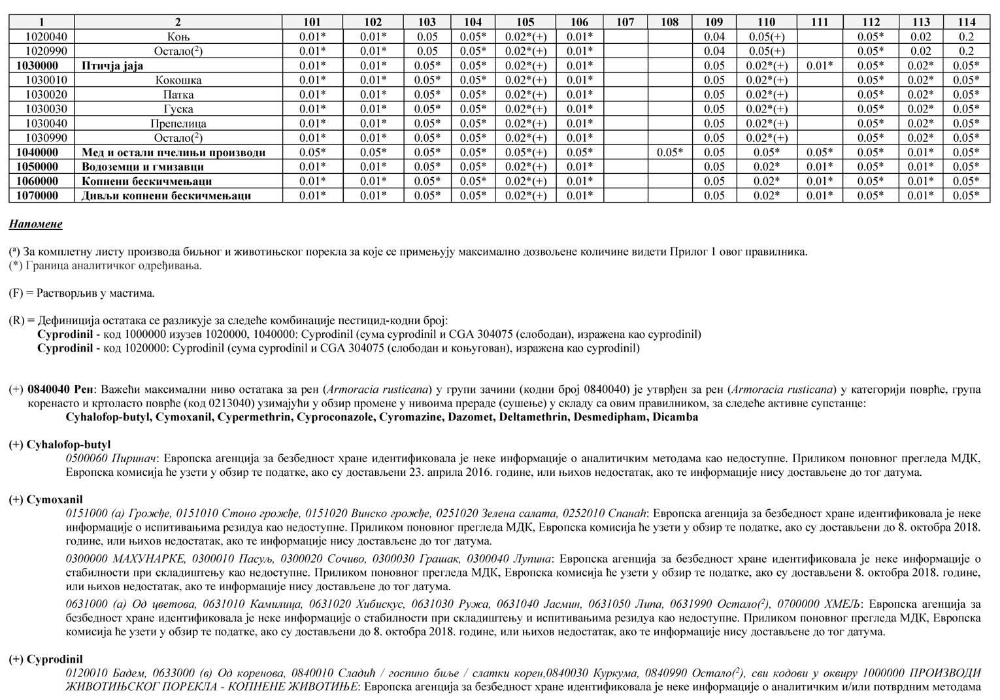 1 2 101 102 103 104 105 106 107 108 109 110 111 112 113 114
1020040 Коњ 0.01* 0.01* 0.05 0.05* 0.02*(+) 0.01* 0.04 0.05(+) 0.05* 0.02 0.2
1020990 Остало(²) 0.01* 0.01* 0.05 0.05* 0.02*(+) 0.01* 0.04 0.05(+) 0.05* 0.02 0.2
1030000 Птичја јаја 0.01* 0.01* 0.05* 0.05* 0.02*(+) 0.01* 0.05 0.02*(+) 0.01* 0.05* 0.02* 0.05*
1030010 Кокошка 0.01* 0.01* 0.05* 0.05* 0.02*(+) 0.01* 0.05 0.02*(+) 0.05* 0.02* 0.05*
1030020 Патка 0.01* 0.01* 0.05* 0.05* 0.02*(+) 0.01* 0.05 0.02*(+) 0.05* 0.02* 0.05*
1030030 Гуска 0.01* 0.01* 0.05* 0.05* 0.02*(+) 0.01* 0.05 0.02*(+) 0.05* 0.02* 0.05*
1030040 Препелица 0.01* 0.01* 0.05* 0.05* 0.02*(+) 0.01* 0.05 0.02*(+) 0.05* 0.02* 0.05*
1030990 Остало(²) 0.01* 0.01* 0.05* 0.05* 0.02*(+) 0.01* 0.05 0.02*(+) 0.05* 0.02* 0.05*
1040000 Мед и остали пчелињи производи 0.05* 0.05* 0.05* 0.05* 0.05*(+) 0.05* 0.05* 0.05 0.05* 0.05* 0.05* 0.01* 0.05*
1050000 Водоземци и гмизавци 0.01* 0.01* 0.05* 0.05* 0.02*(+) 0.01* 0.05 0.02* 0.01* 0.05* 0.01* 0.05*
1060000 Копнени бескичмењаци 0.01* 0.01* 0.05* 0.05* 0.02*(+) 0.01* 0.05 0.02* 0.01* 0.05* 0.01* 0.05*
1070000 Дивљи копнени бескичмењаци 0.01* 0.01* 0.05* 0.05* 0.02*(+) 0.01* 0.05 0.02* 0.01* 0.05* 0.01* 0.05*
Напомене
(ª) За комплетну листу производа биљног и животињског порекла за које се примењују максимално дозвољене количине видети Прилог 1 овог правилника.
(*) Граница аналитичког одређивања.
(F) = Растворљив у мастима.
(R) = Дефиниција остатака се разликује за следеће комбинације пестицид-кодни број:
Cyprodinil - код 1000000 изузев 1020000, 1040000: Cyprodinil (сума cyprodinil и CGA 304075 (слободан), изражена као cyprodinil)
Cyprodinil - код 1020000: Cyprodinil (сума cyprodinil и CGA 304075 (слободан и коњугован), изражена као cyprodinil)
(+) 0840040 Рен: Важећи максимални ниво остатака за рен (Armoracia rusticana) у групи зачини (кодни број 0840040) је утврђен за рен (Armoracia rusticana) у категорији поврће, група
коренасто и кртоласто поврће (код 0213040) узимајући у обзир промене у нивоима прераде (сушење) у складу са овим правилником, за следеће активне супстанце:
Cyhalofop-butyl, Cymoxanil, Cypermethrin, Cyproconazole, Cyromazine, Dazomet, Deltamethrin, Desmedipham, Dicamba
(+) Cyhalofop-butyl
0500060 Пиринач: Европска агенција за безбедност хране идентификовала је неке информације о аналитичким методама као недоступне. Приликом поновног прегледа МДК,
Европска комисија ће узети у обзир те податке, ако су достављени 23. априла 2016. године, или њихов недостатак, ако те информације нису достављене до тог датума.
(+) Cymoxanil
0151000 (а) Грожђе, 0151010 Стоно грожђе, 0151020 Винско грожђе, 0251020 Зелена салата, 0252010 Спанаћ: Европска агенција за безбедност хране идентификовала је неке
информације о испитивањима резидуа као недоступне. Приликом поновног прегледа МДК, Европска комисија ће узети у обзир те податке, ако су достављени до 8. октобра 2018.
године, или њихов недостатак, ако те информације нису достављене до тог датума.
0300000 МАХУНАРКЕ, 0300010 Пасуљ, 0300020 Сочиво, 0300030 Грашак, 0300040 Лупина: Европска агенција за безбедност хране идентификовала је неке информације о
стабилности при складиштењу као недоступне. Приликом поновног прегледа МДК, Европска комисија ће узети у обзир те податке, ако су достављени 8. октобра 2018. године,
или њихов недостатак, ако те информације нису достављене до тог датума.
0631000 (а) Од цветова, 0631010 Камилица, 0631020 Хибискус, 0631030 Ружа, 0631040 Јасмин, 0631050 Липа, 0631990 Остало(²), 0700000 ХМЕЉ: Европска агенција за
безбедност хране идентификовала је неке информације о стабилности при складиштењу и испитивањима резидуа као недоступне. Приликом поновног прегледа МДК, Европска
комисија ће узети у обзир те податке, ако су достављени до 8. октобра 2018. године, или њихов недостатак, ако те информације нису достављене до тог датума.
(+) Cyprodinil
0120010 Бадем, 0633000 (в) Од коренова, 0840010 Сладић / госпино биље / слатки корен,0840030 Куркума, 0840990 Остало(²), сви кодови у оквиру 1000000 ПРОИЗВОДИ
ЖИВОТИЊСКОГ ПОРЕКЛА - КОПНЕНЕ ЖИВОТИЊЕ: Европска агенција за безбедност хране идентификовала је неке информације о аналитичким и/или потврдним методама